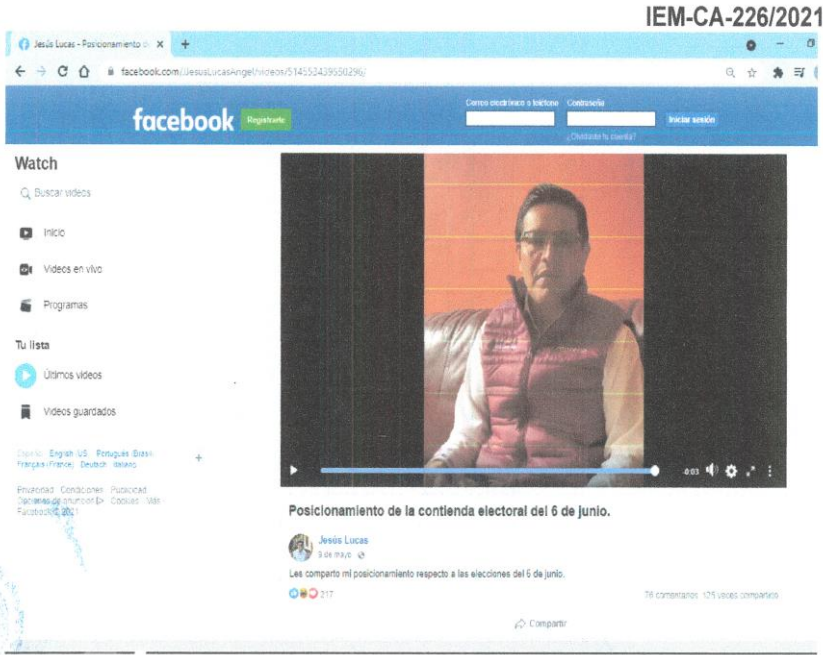 IEM-CA-226/2021
Jesús Lucas - Posicionamiento de
facebook.com/JesusLucasAngel/videos/514553439550296/
Correo electrónico o teléfono Contraseña
facebook Registrarte Iniciar sesión
¿Olvidaste tu cuenta?
Watch
Buscar videos
Inicio
Videos en vivo
Programas
Tu lista
Últimos videos
Videos guardados
Español English (US) Português (Brasil)
Français (France) Deutsch Italiano
Privacidad Condiciones Publicidad
Opciones de anuncios Cookies Más
Facebook © 2021
-0:03
Posicionamiento de la contienda electoral del 6 de junio.
Jesús Lucas
9 de mayo
Les comparto mi posicionamiento respecto a las elecciones del 6 de junio.
217
76 comentarios 125 veces compartido
Compartir